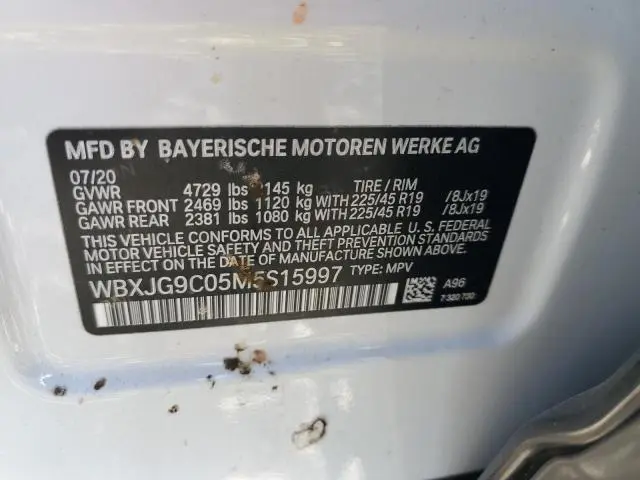 MFD BY BAYERISCHE MOTOREN WERKE AG
07/20
GVWR 4729 lbs 145 kg TIRE / RIM
GAWR FRONT 2469 lbs 1120 kg WITH 225/45 R19 /8Jx19
GAWR REAR 2381 lbs 1080 kg WITH 225/45 R19 /8Jx19
THIS VEHICLE CONFORMS TO ALL APPLICABLE U. S. FEDERAL
MOTOR VEHICLE SAFETY AND THEFT PREVENTION STANDARDS
IN EFFECT ON THE DATE OF MANUFACTURE SHOWN ABOVE.
WBXJG9C05M5S15997 TYPE: MPV
A96
7 320 730